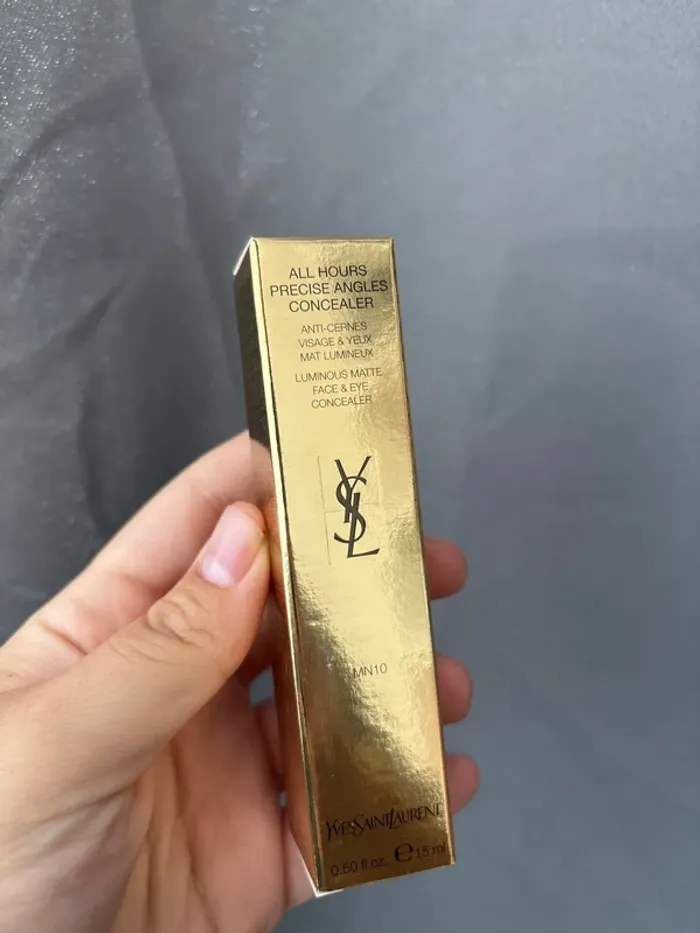 ALL HOURS
PRECISE ANGLES
CONCEALER
ANTI-CERNES
VISAGE & YEUX
MAT LUMINEUX
LUMINOUS MATTE
FACE & EYE
CONCEALER
YSL
MN10
YVESSAINTLAURENT
0.50 fl.oz. ℮ 15 ml